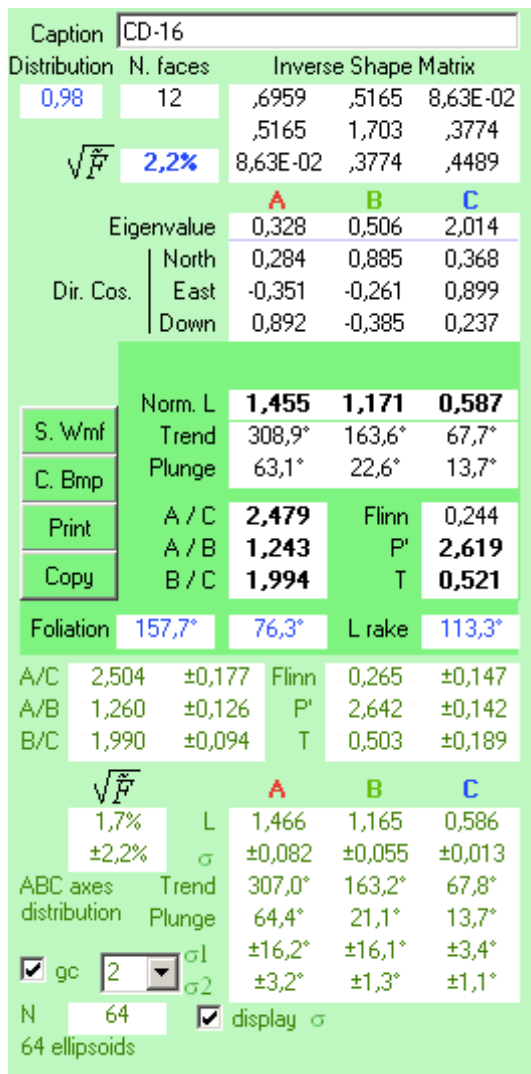 Caption CD-16
Distribution N. faces Inverse Shape Matrix
0,98 12 ,6959 ,5165 8,63E-02
,5165 1,703 ,3774
√F̃ 2,2% 8,63E-02 ,3774 ,4489
A B C
Eigenvalue 0,328 0,506 2,014
North 0,284 0,885 0,368
Dir. Cos. East -0,351 -0,261 0,899
Down 0,892 -0,385 0,237
Norm. L 1,455 1,171 0,587
S. Wmf Trend 308,9° 163,6° 67,7°
C. Bmp Plunge 63,1° 22,6° 13,7°
Print A / C 2,479 Flinn 0,244
A / B 1,243 P' 2,619
Copy B / C 1,994 T 0,521
Foliation 157,7° 76,3° L rake 113,3°
A/C 2,504 ±0,177 Flinn 0,265 ±0,147
A/B 1,260 ±0,126 P' 2,642 ±0,142
B/C 1,990 ±0,094 T 0,503 ±0,189
√F̃ A B C
1,7% L 1,466 1,165 0,586
±2,2% σ ±0,082 ±0,055 ±0,013
ABC axes Trend 307,0° 163,2° 67,8°
distribution Plunge 64,4° 21,1° 13,7°
gc 2 σ1 ±16,2° ±16,1° ±3,4°
σ2 ±3,2° ±1,3° ±1,1°
N 64 display σ
64 ellipsoids